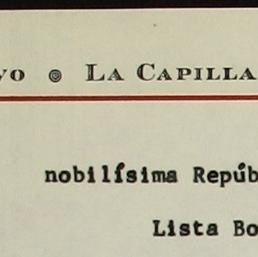 vo ๏ La Capilla
nobilísima Repúb
Lista Bo